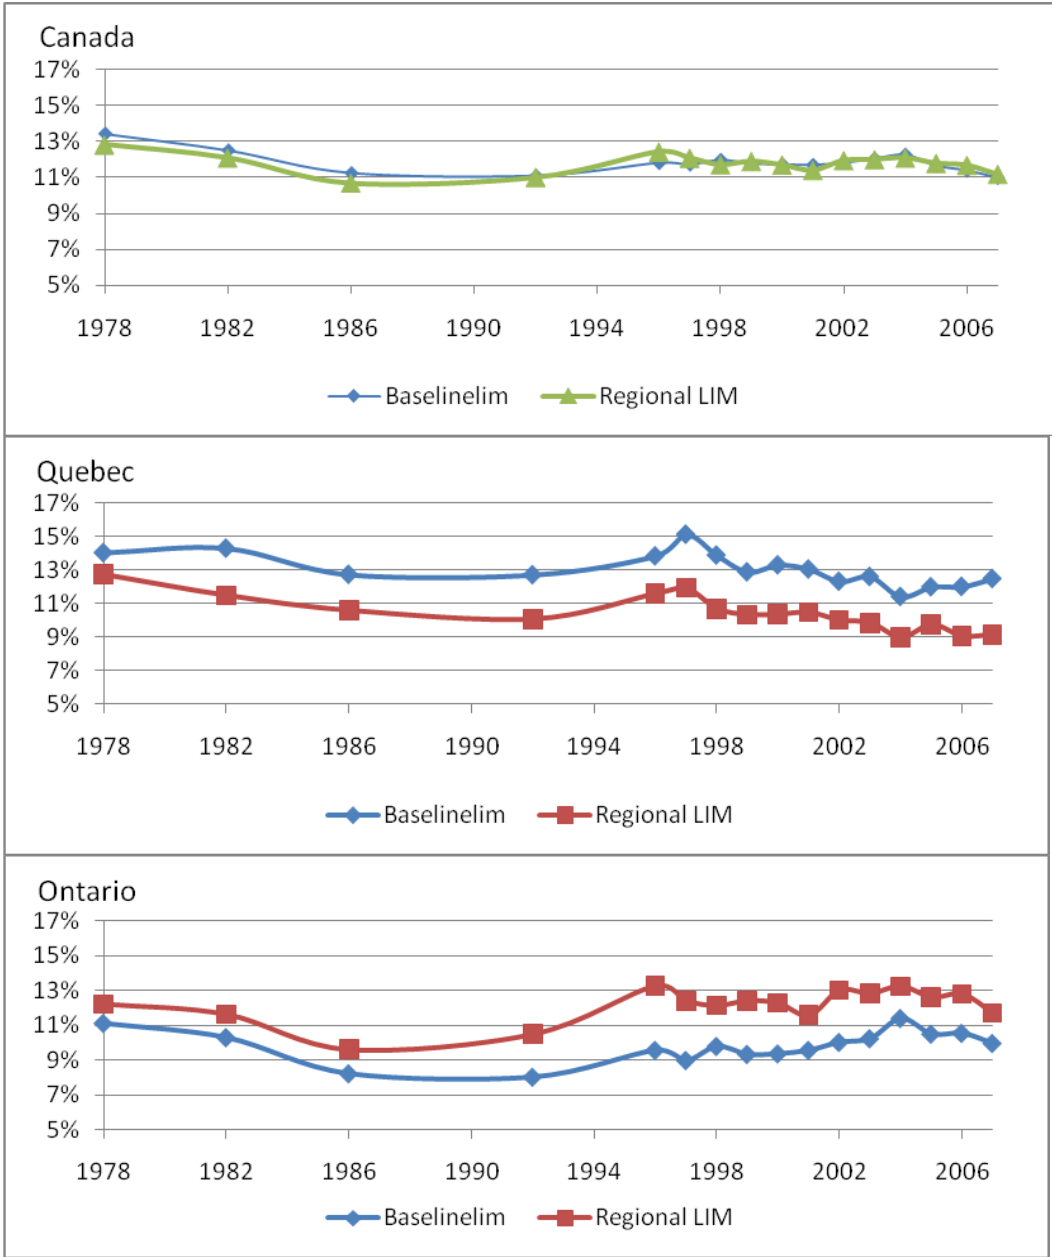 Canada
17%
15%
13%
11%
9%
7%
5%
1978 1982 1986 1990 1994 1998 2002 2006
Baselinelim Regional LIM
Quebec
17%
15%
13%
11%
9%
7%
5%
1978 1982 1986 1990 1994 1998 2002 2006
Baselinelim Regional LIM
Ontario
17%
15%
13%
11%
9%
7%
5%
1978 1982 1986 1990 1994 1998 2002 2006
Baselinelim Regional LIM